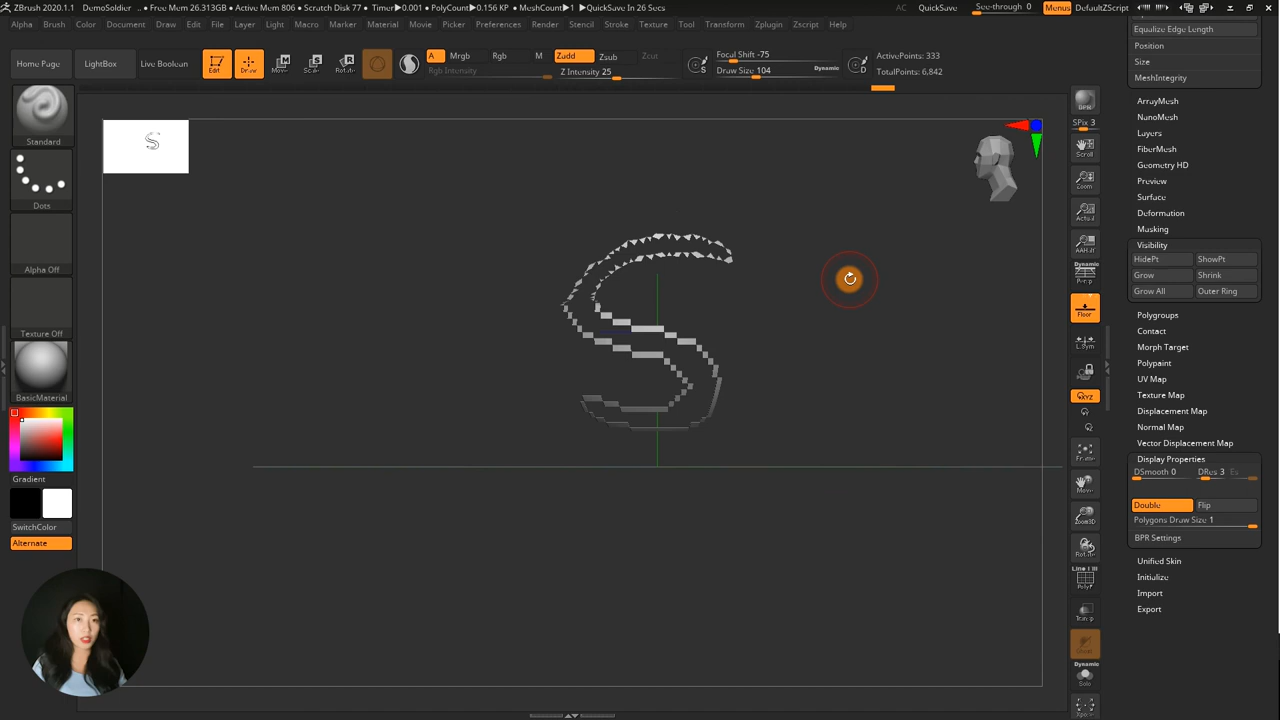 ZBrush 2020.1.1 DemoSoldier .. • Free Mem 26.313GB • Active Mem 806 • Scratch Disk 77 • Timer▶0.001 • PolyCount▶0.156 KP • MeshCount▶1 ▶QuickSave In 26 Secs AC QuickSave See-through 0 Menus DefaultZScript
Alpha Brush Color Document Draw Edit File Layer Light Macro Marker Material Movie Picker Preferences Render Stencil Stroke Texture Tool Transform Zplugin Zscript Help
Home Page LightBox Live Boolean Edit Draw Move Scale Rotate
A Mrgb Rgb M Zadd Zsub Zcut
Rgb Intensity Z Intensity 25
Focal Shift -75
Draw Size 104 Dynamic
ActivePoints: 333
TotalPoints: 6,842
Standard
Dots
Alpha Off
Texture Off
BasicMaterial
Gradient
SwitchColor
Alternate
S
S
BPR
SPix 3
Scroll
Zoom
Actual
AAHalf
Dynamic
Persp
Floor
L.Sym
XYZ
Frame
Move
Zoom3D
Rotate
Line Fill
PolyF
Transp
Dynamic
Solo
Xpose
Equalize Edge Length
Position
Size
MeshIntegrity
ArrayMesh
NanoMesh
Layers
FiberMesh
Geometry HD
Preview
Surface
Deformation
Masking
Visibility
HidePt ShowPt
Grow Shrink
Grow All Outer Ring
Polygroups
Contact
Morph Target
Polypaint
UV Map
Texture Map
Displacement Map
Normal Map
Vector Displacement Map
Display Properties
DSmooth 0 DRes 3 Es
Double Flip
Polygons Draw Size 1
BPR Settings
Unified Skin
Initialize
Import
Export